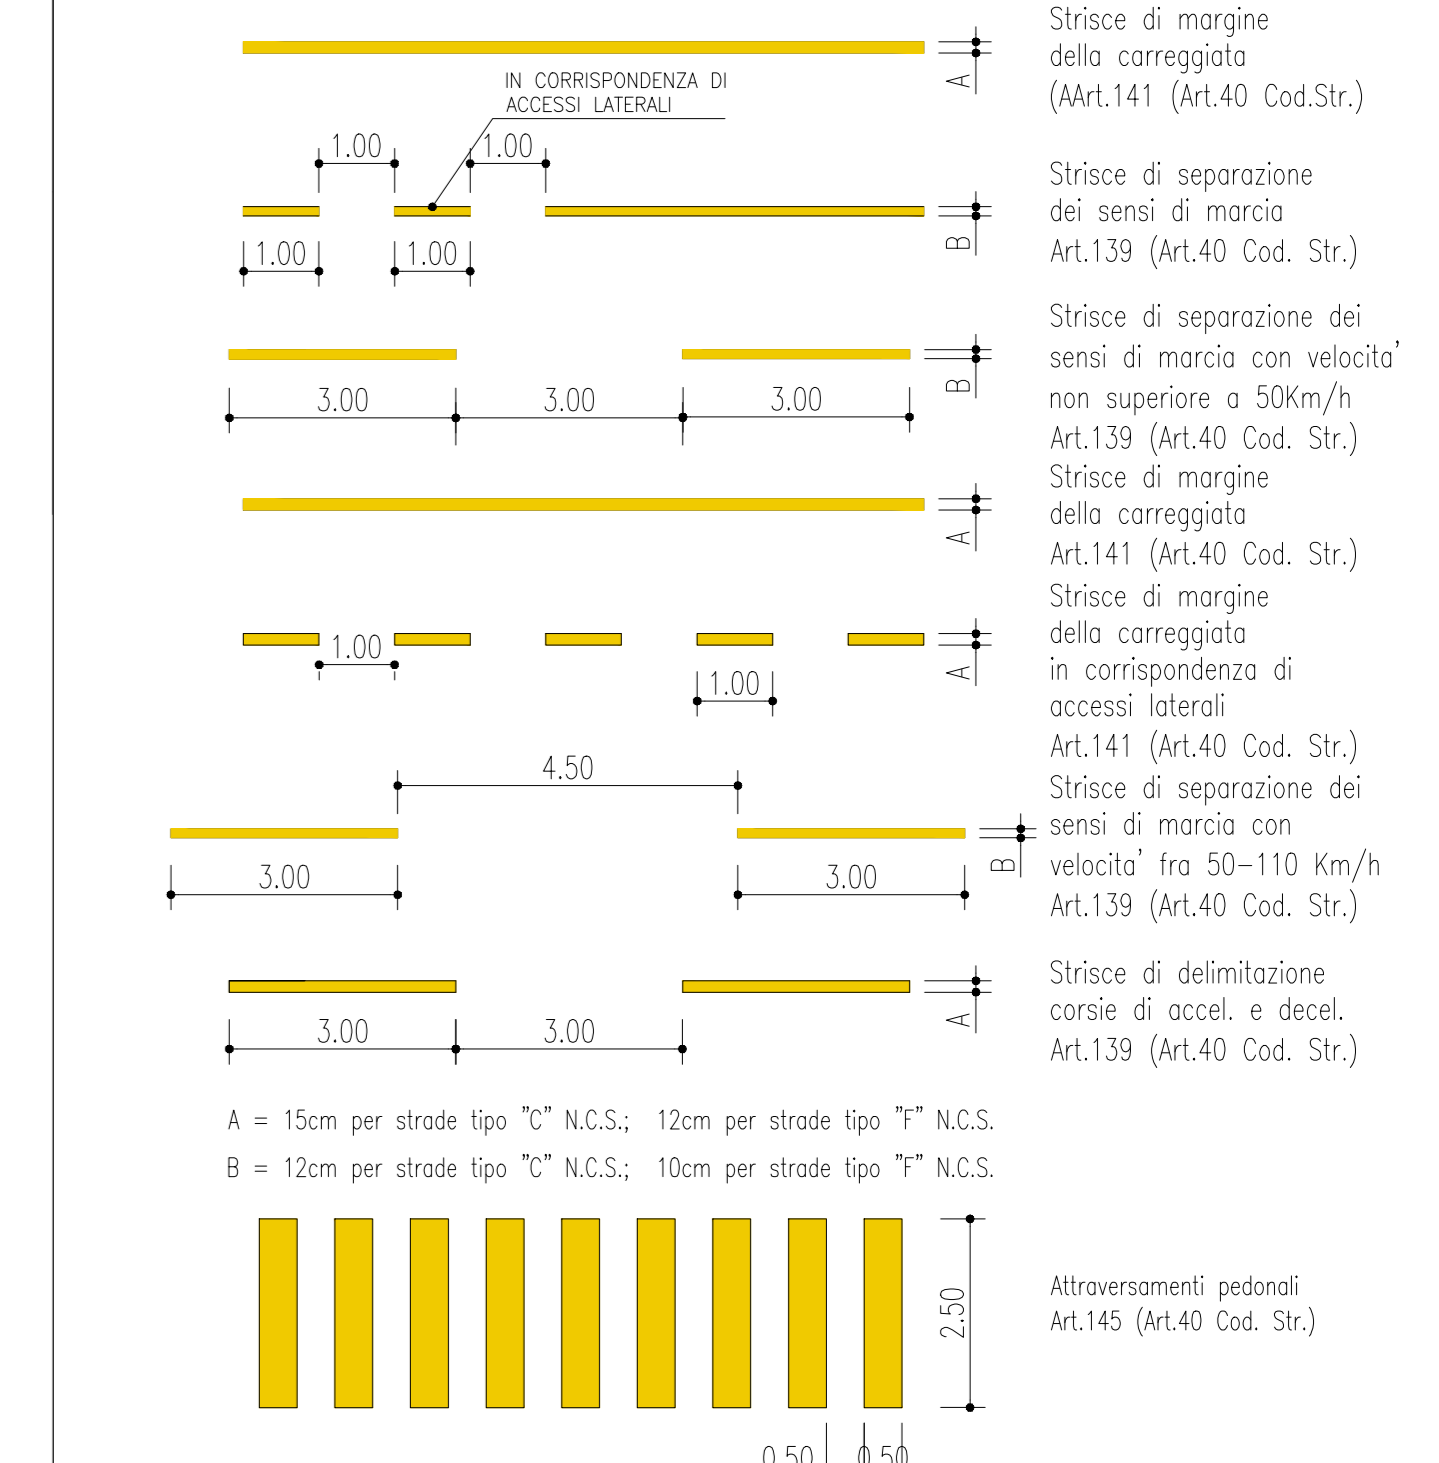 Strisce di margine
della carreggiata
(AArt.141 (Art.40 Cod.Str.)
A
IN CORRISPONDENZA DI
ACCESSI LATERALI
1.00
1.00
1.00
1.00
B
Strisce di separazione
dei sensi di marcia
Art.139 (Art.40 Cod. Str.)
3.00
3.00
3.00
B
Strisce di separazione dei
sensi di marcia con velocita'
non superiore a 50Km/h
Art.139 (Art.40 Cod. Str.)
A
Strisce di margine
della carreggiata
Art.141 (Art.40 Cod. Str.)
1.00
1.00
A
Strisce di margine
della carreggiata
in corrispondenza di
accessi laterali
Art.141 (Art.40 Cod. Str.)
4.50
3.00
3.00
B
Strisce di separazione dei
sensi di marcia con
velocita' fra 50-110 Km/h
Art.139 (Art.40 Cod. Str.)
3.00
3.00
A
Strisce di delimitazione
corsie di accel. e decel.
Art.139 (Art.40 Cod. Str.)
A = 15cm per strade tipo "C" N.C.S.; 12cm per strade tipo "F" N.C.S.
B = 12cm per strade tipo "C" N.C.S.; 10cm per strade tipo "F" N.C.S.
2.50
Attraversamenti pedonali
Art.145 (Art.40 Cod. Str.)
0.50
0.50